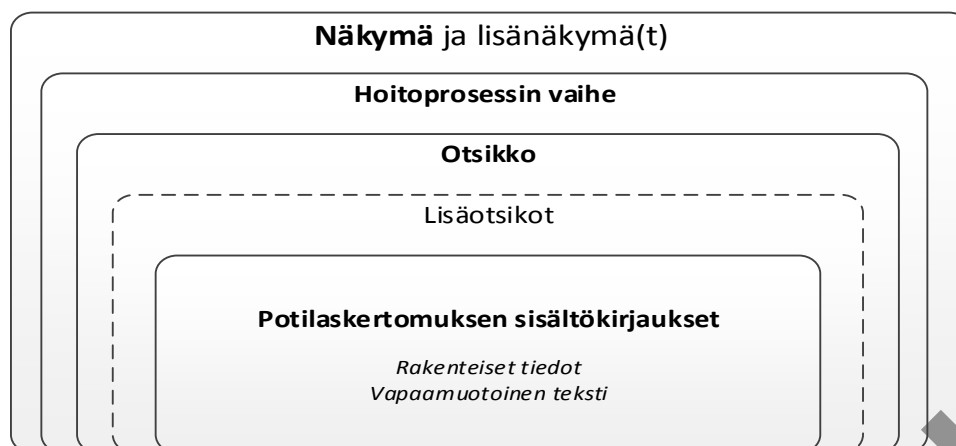 Näkymä ja lisänäkymä(t)
Hoitoprosessin vaihe
Otsikko
Lisäotsikot
Potilaskertomuksen sisältökirjaukset
Rakenteiset tiedot
Vapaamuotoinen teksti